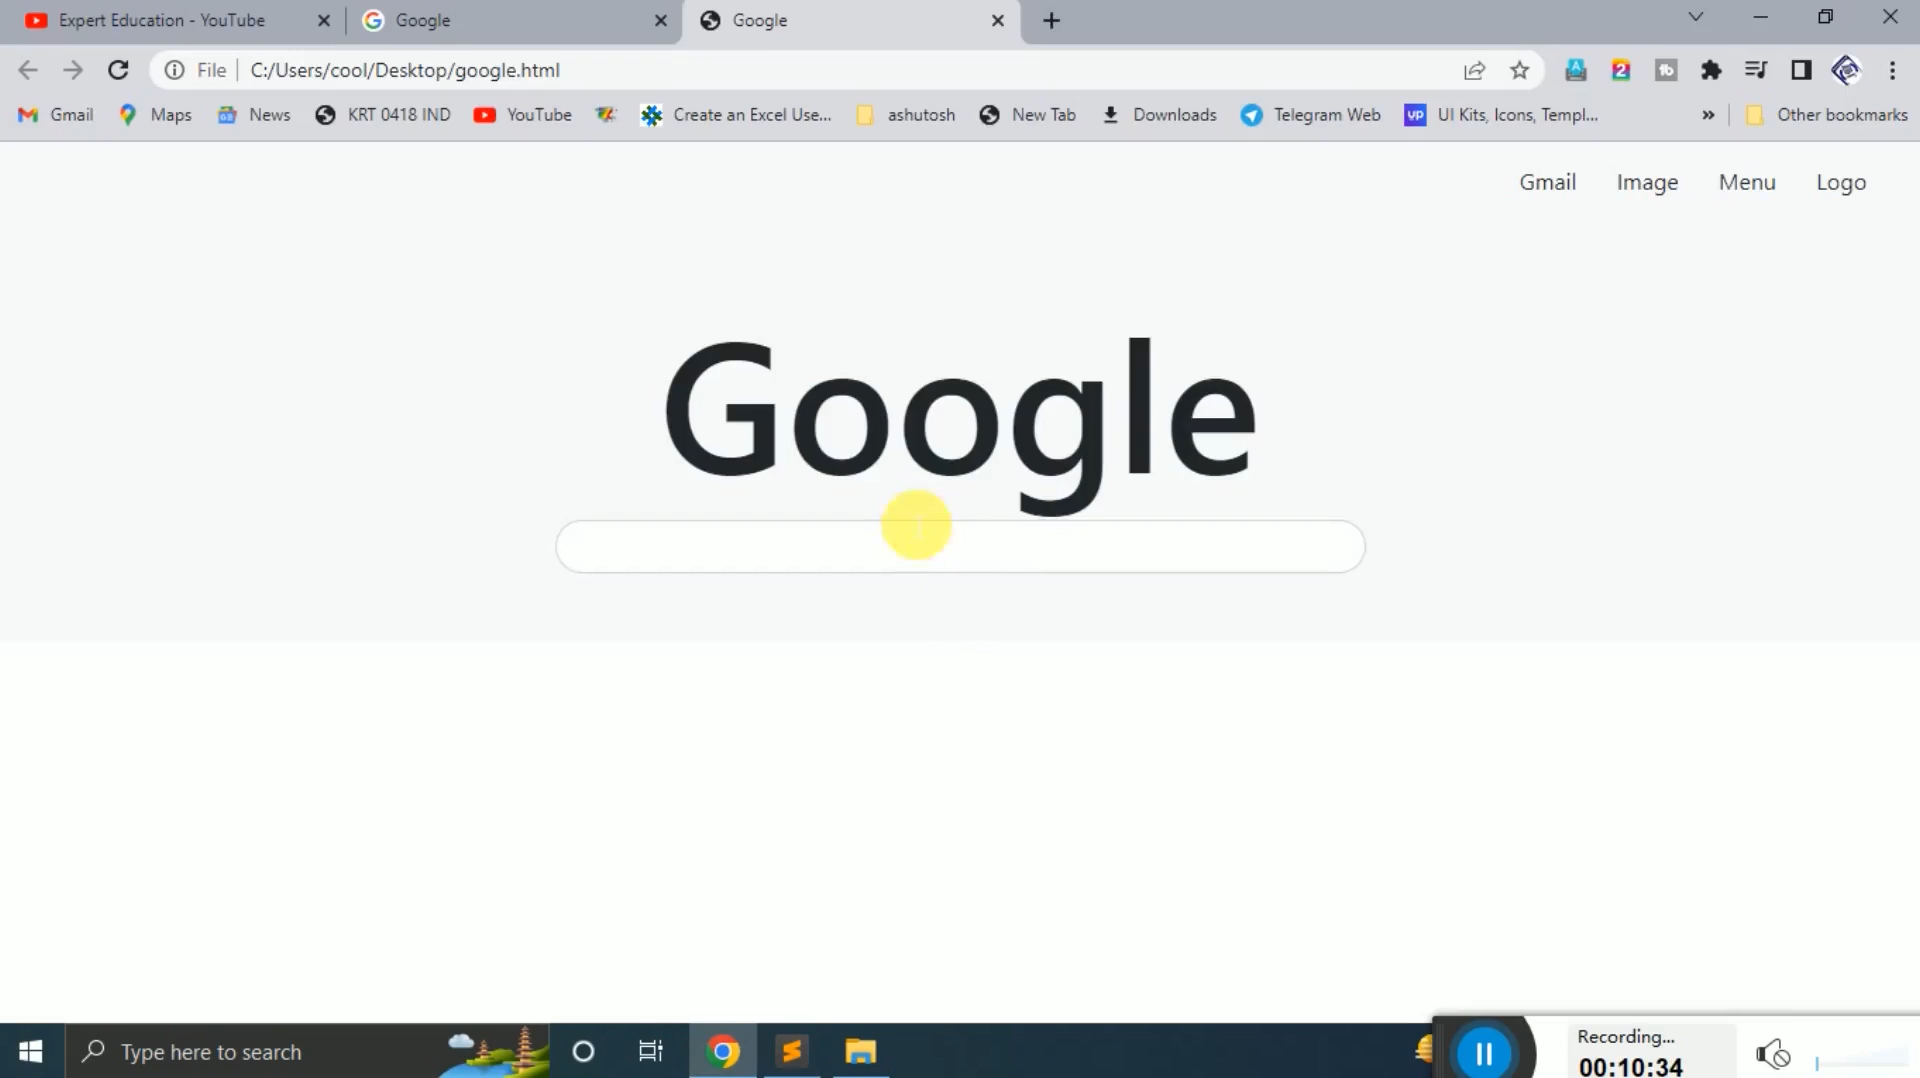 Expert Education - YouTube
Google
Google
File
C:/Users/cool/Desktop/google.html
2
Gmail
Maps
News
KRT 0418 IND
YouTube
Create an Excel Use...
ashutosh
New Tab
Downloads
Telegram Web
UP
UI Kits, Icons, Templ...
»
Other bookmarks
Gmail
Image
Menu
Logo
Google
Type here to search
Recording...
00:10:34